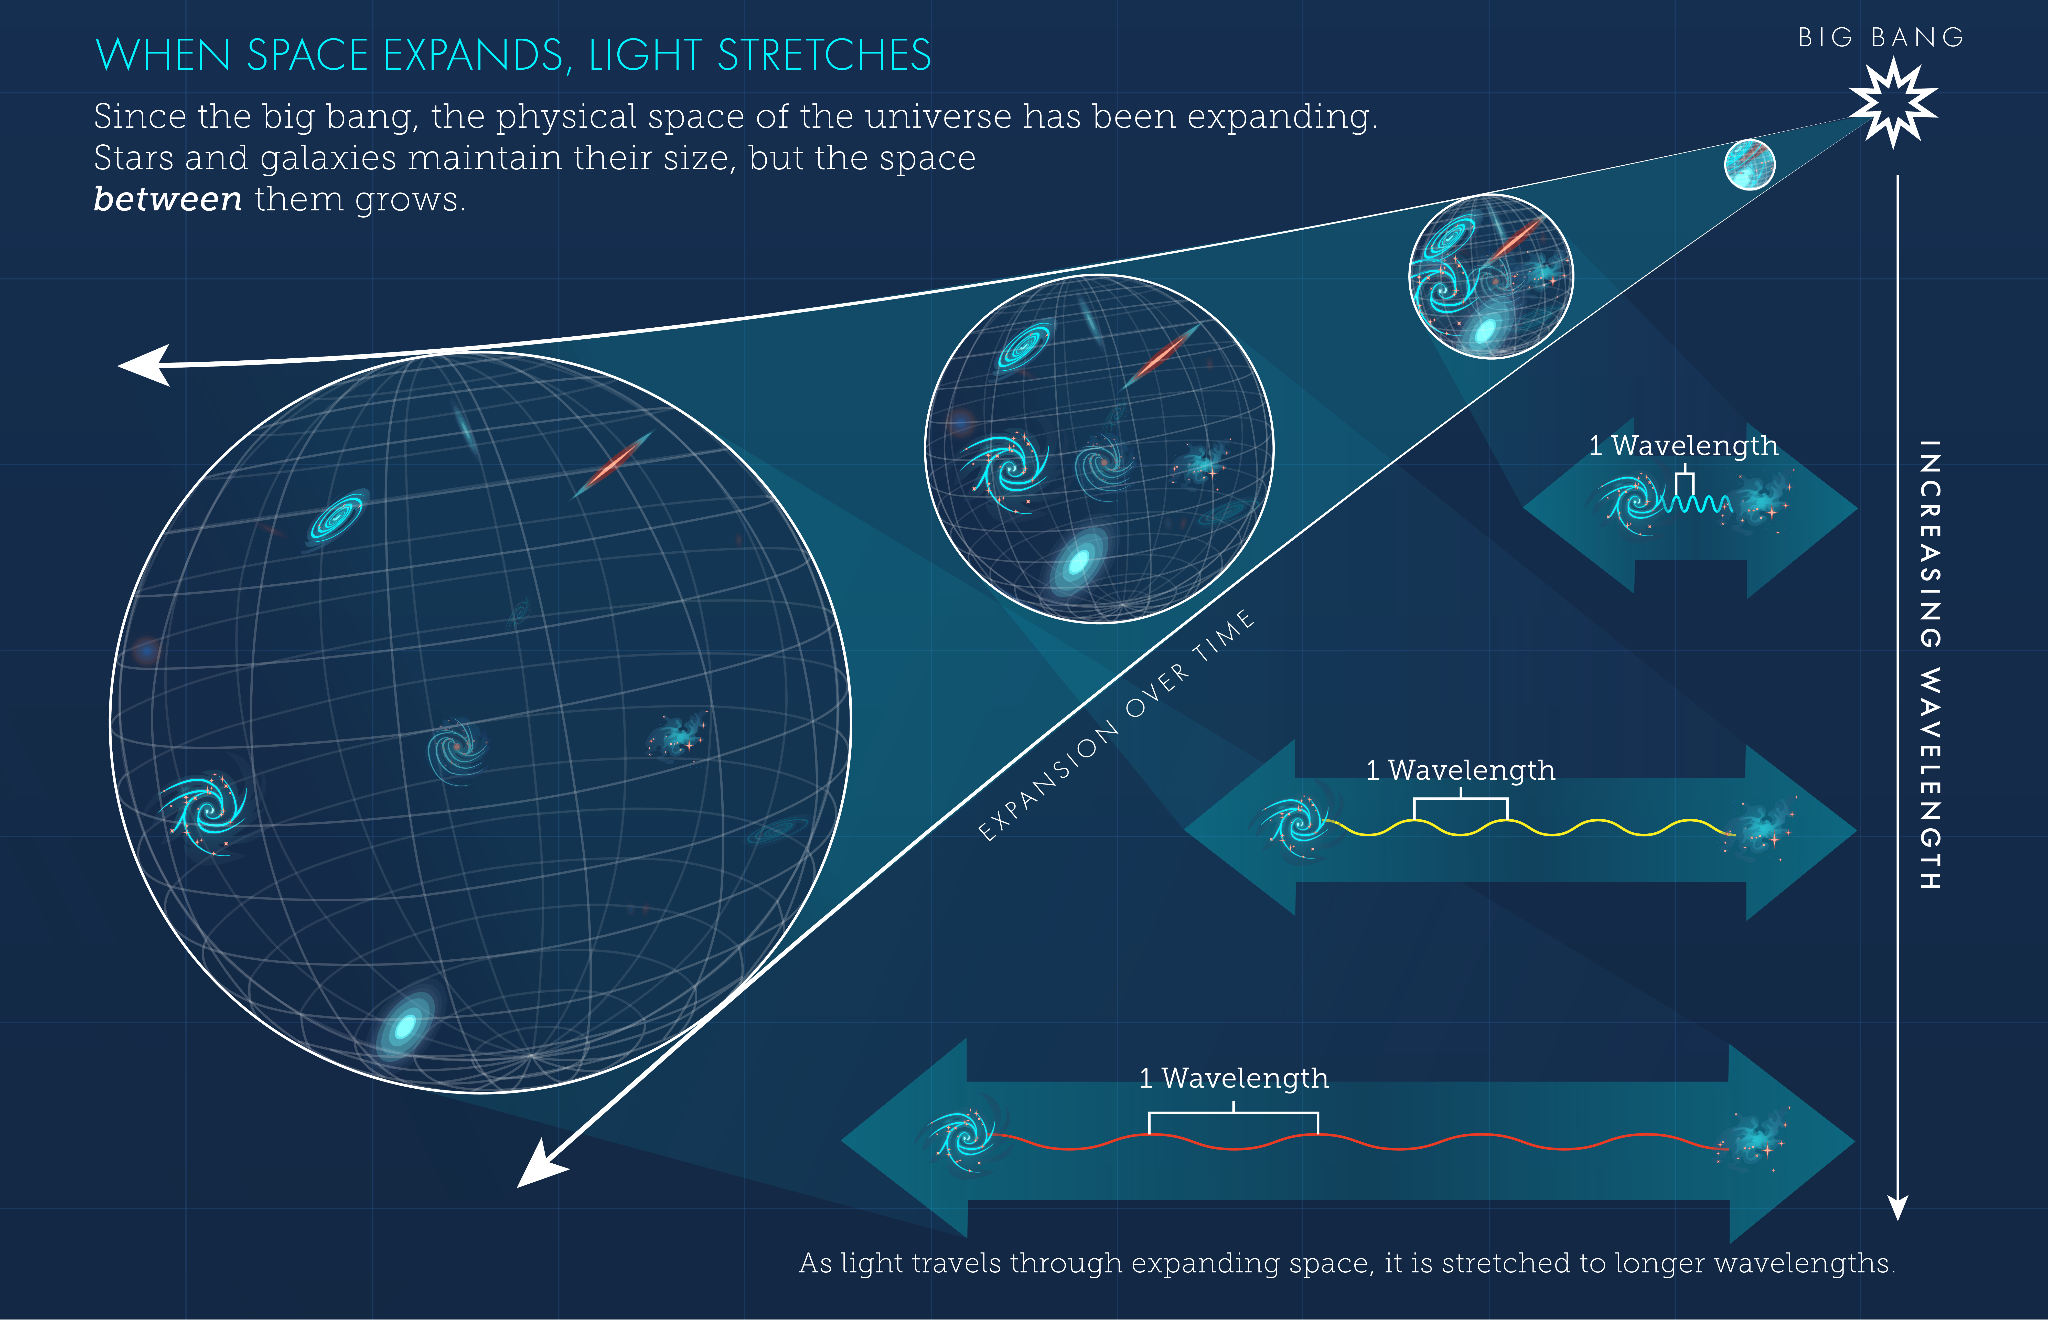 WHEN SPACE EXPANDS, LIGHT STRETCHES
Since the big bang, the physical space of the universe has been expanding.
Stars and galaxies maintain their size, but the space
between them grows.
BIG BANG
1 Wavelength
INCREASING WAVELENGTH
EXPANSION OVER TIME
1 Wavelength
1 Wavelength
As light travels through expanding space, it is stretched to longer wavelengths.